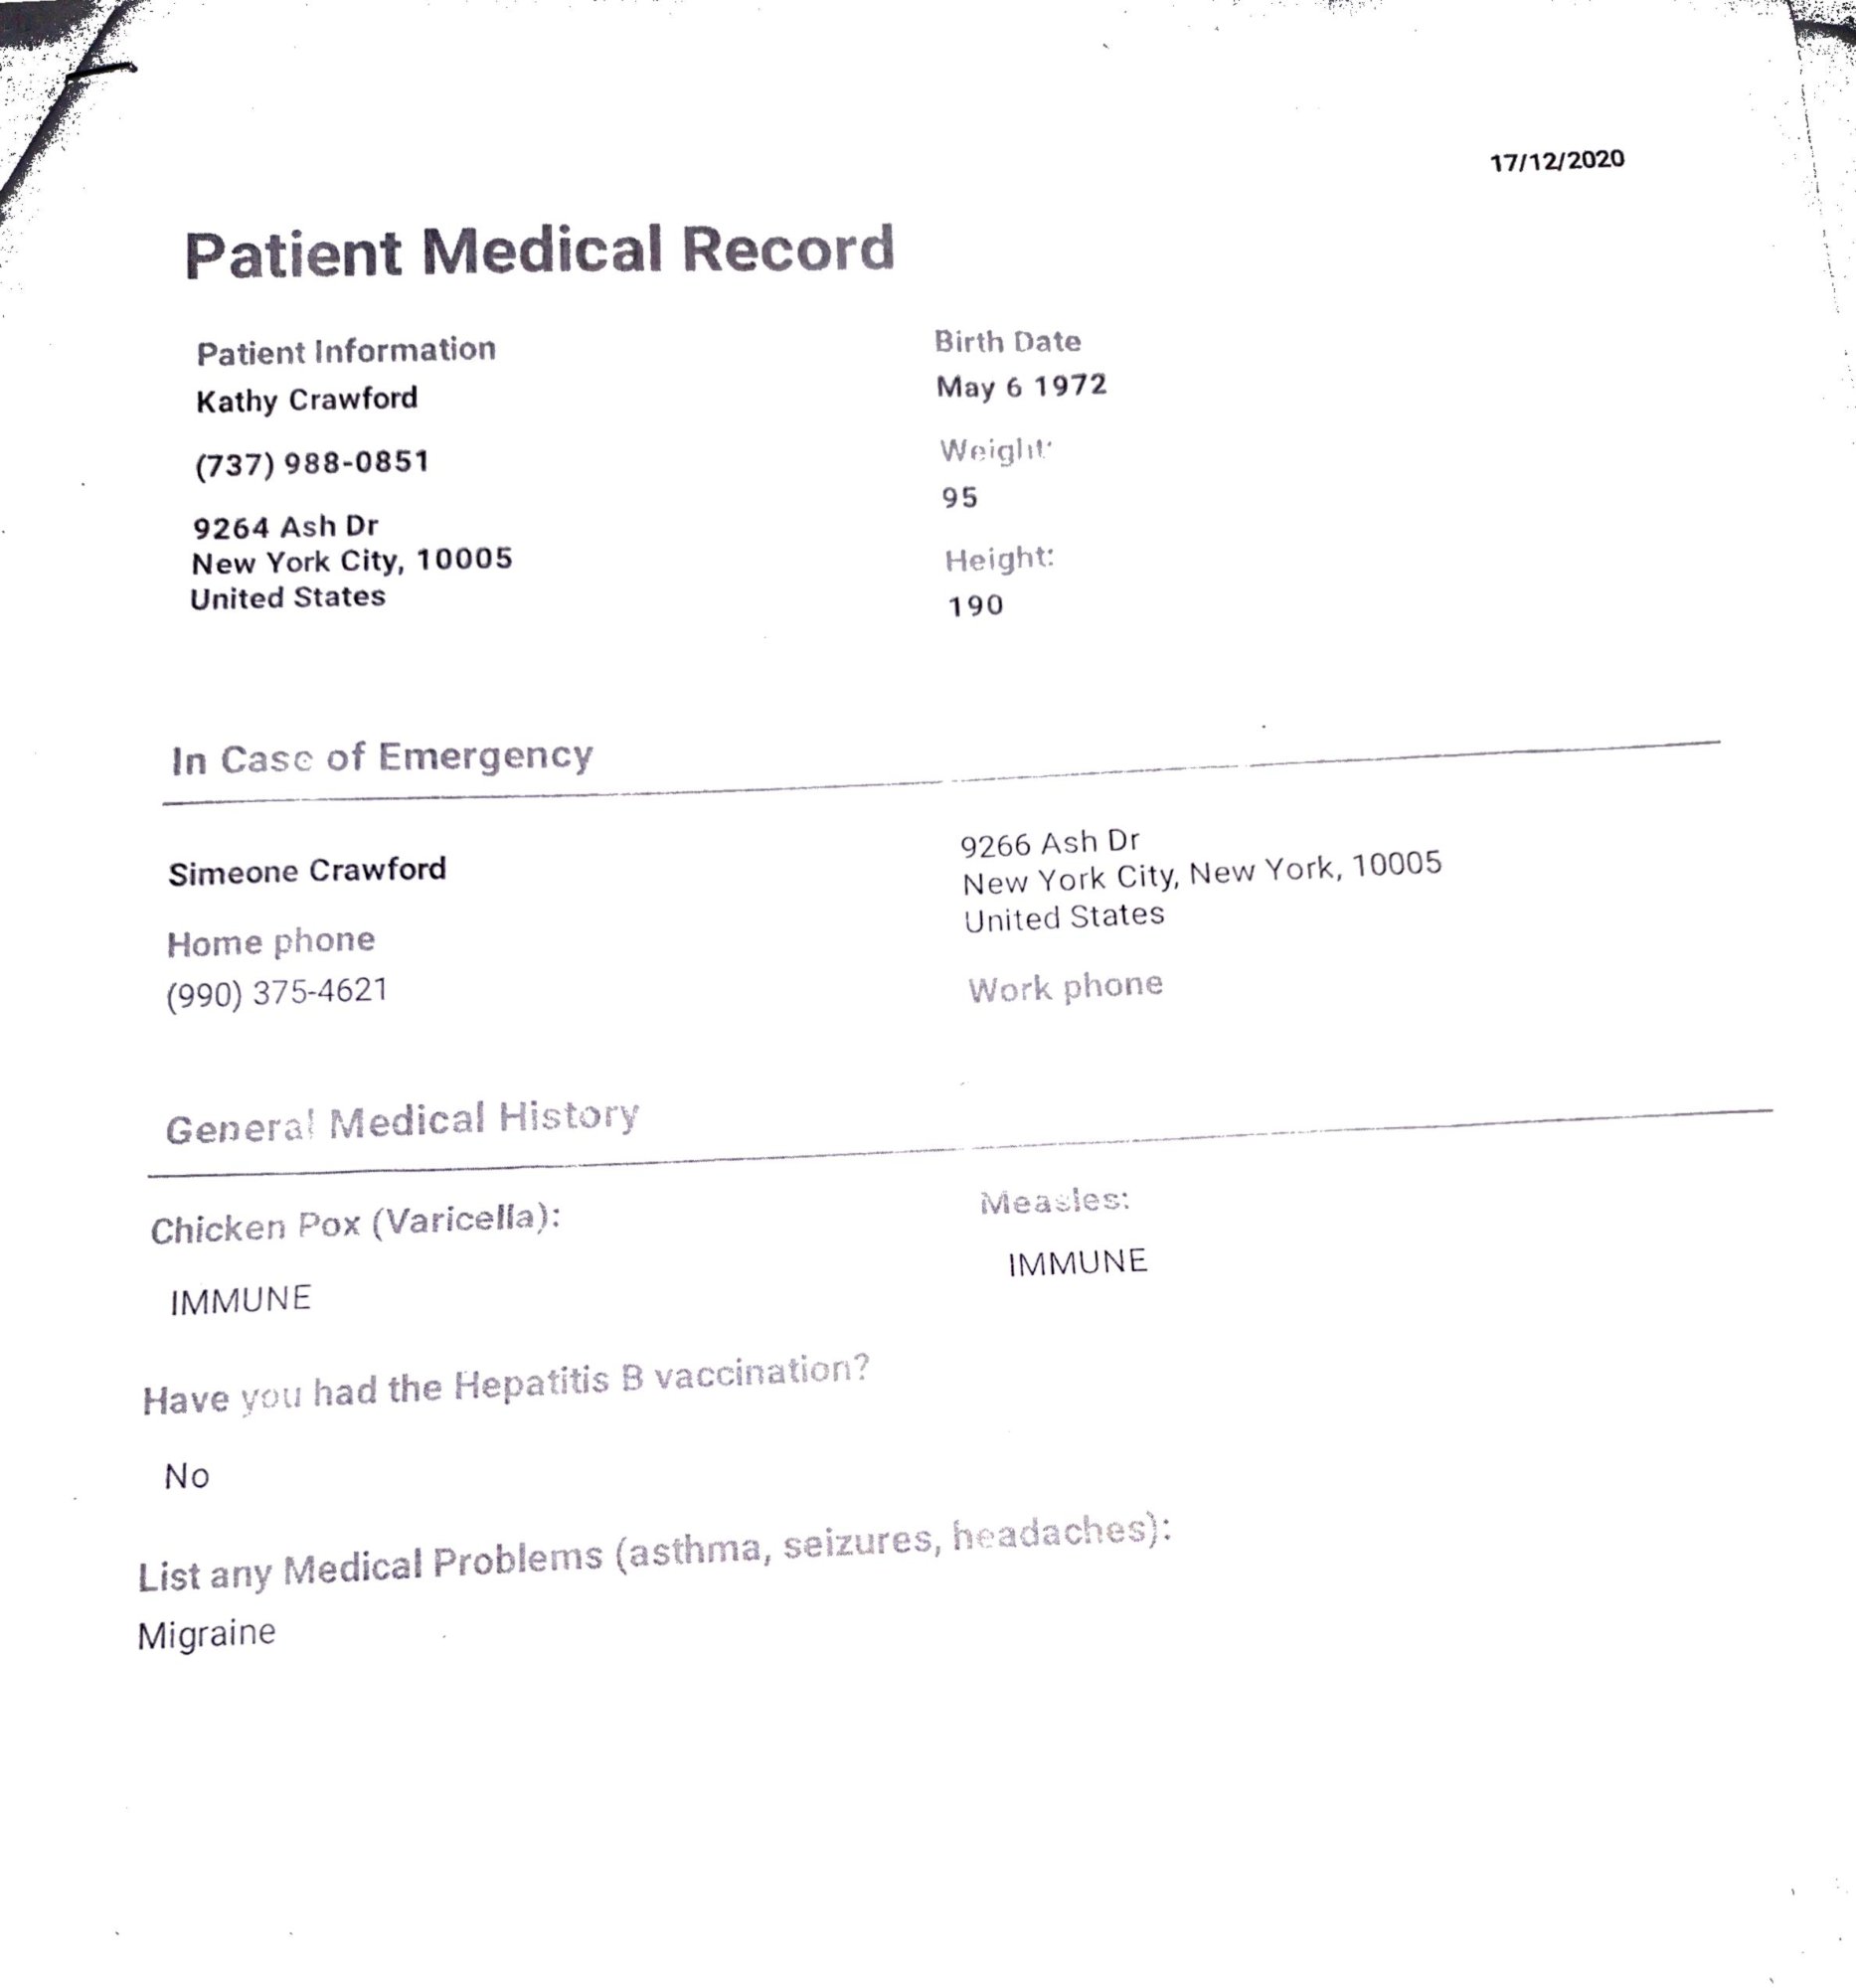 17/12/2020
Patient Medical Record
Patient Information
Kathy Crawford
(737) 988-0851
9264 Ash Dr
New York City, 10005
United States
Birth Date
May 6 1972
Weight:
95
Height:
190
In Case of Emergency
Simeone Crawford
Home phone
(990) 375-4621
9266 Ash Dr
New York City, New York, 10005
United States
Work phone
General Medical History
Chicken Pox (Varicella):
IMMUNE
Measles:
IMMUNE
Have you had the Hepatitis B vaccination?
No
List any Medical Problems (asthma, seizures, headaches):
Migraine